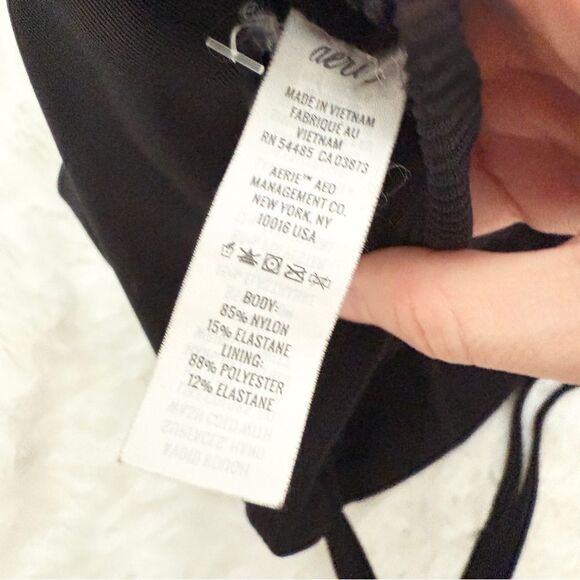 aerie
MADE IN VIETNAM
FABRIQUÉ AU
VIETNAM
RN 54485 CA 03873
AERIE™ AEO
MANAGEMENT CO.
NEW YORK, NY
10016 USA
BODY:
85% NYLON
15% ELASTANE
LINING:
88% POLYESTER
12% ELASTANE